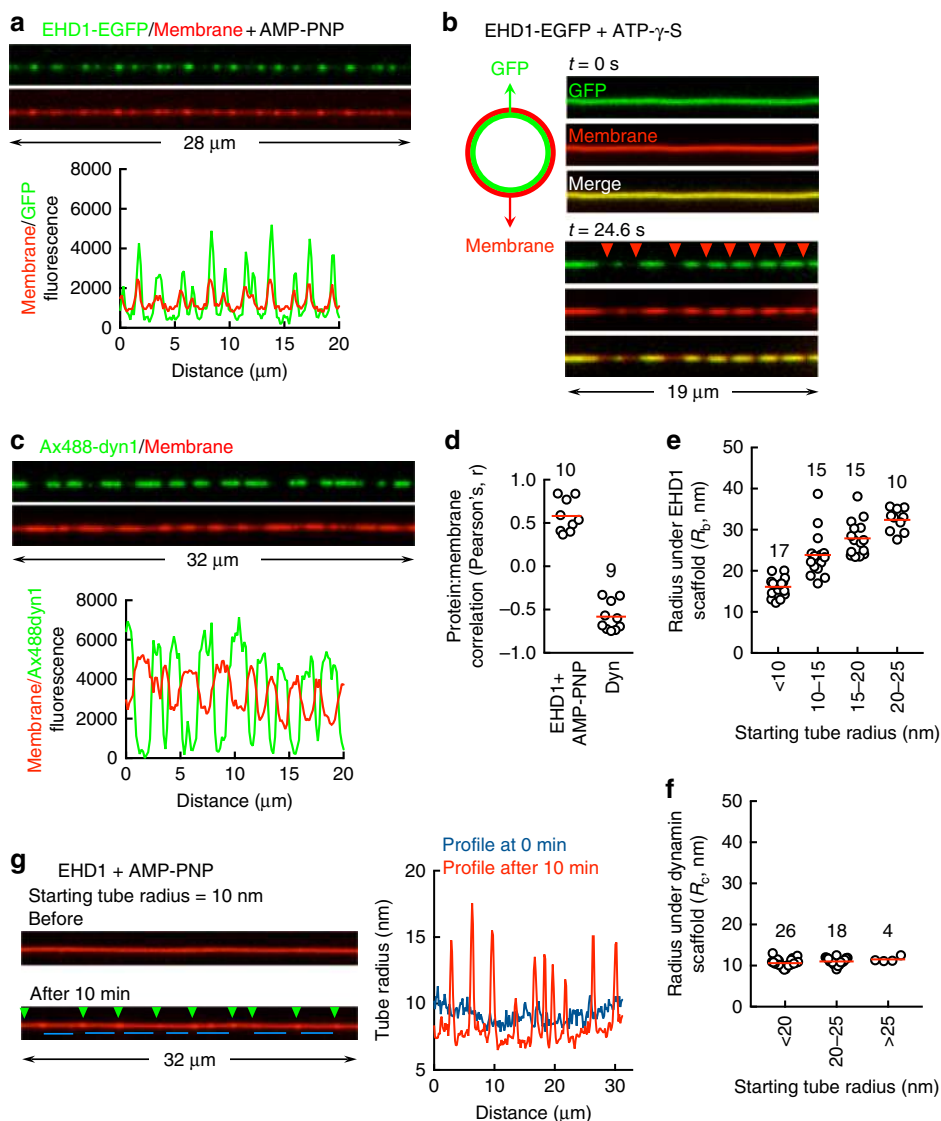 a
EHD1-EGFP/Membrane + AMP-PNP
28 μm
8000
6000
4000
2000
0
Membrane/GFP
fluorescence
0 5 10 15 20
Distance (μm)
b
EHD1-EGFP + ATP-γ-S
GFP
Membrane
t = 0 s
GFP
Membrane
Merge
t = 24.6 s
19 μm
c
Ax488-dyn1/Membrane
32 μm
8000
6000
4000
2000
0
Membrane/Ax488dyn1
fluorescence
0 5 10 15 20
Distance (μm)
d
Protein:membrane
correlation (Pearson's, r)
1.0
0.5
0.0
−0.5
−1.0
10
9
EHD1+
AMP-PNP
Dyn
e
Radius under EHD1
scaffold (Rb, nm)
50
40
30
20
10
0
17
15
15
10
<10
10–15
15–20
20–25
Starting tube radius (nm)
f
Radius under dynamin
scaffold (Rc, nm)
50
40
30
20
10
0
26
18
4
<20
20–25
>25
Starting tube radius (nm)
g
EHD1 + AMP-PNP
Starting tube radius = 10 nm
Before
After 10 min
32 μm
Profile at 0 min
Profile after 10 min
Tube radius (nm)
20
15
10
5
0 10 20 30
Distance (μm)